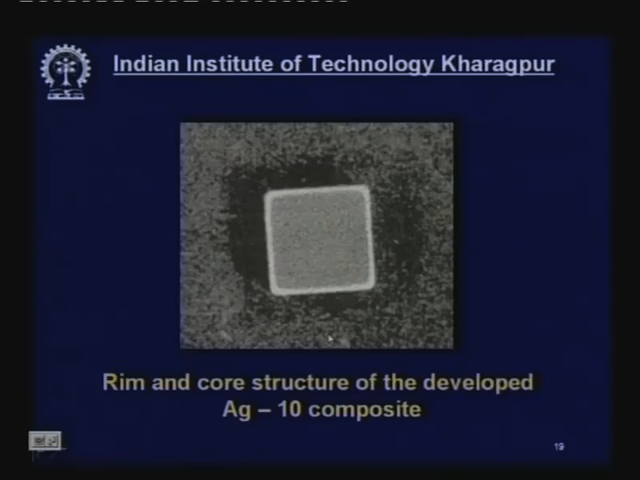 Indian Institute of Technology Kharagpur
Rim and core structure of the developed
Ag – 10 composite
19